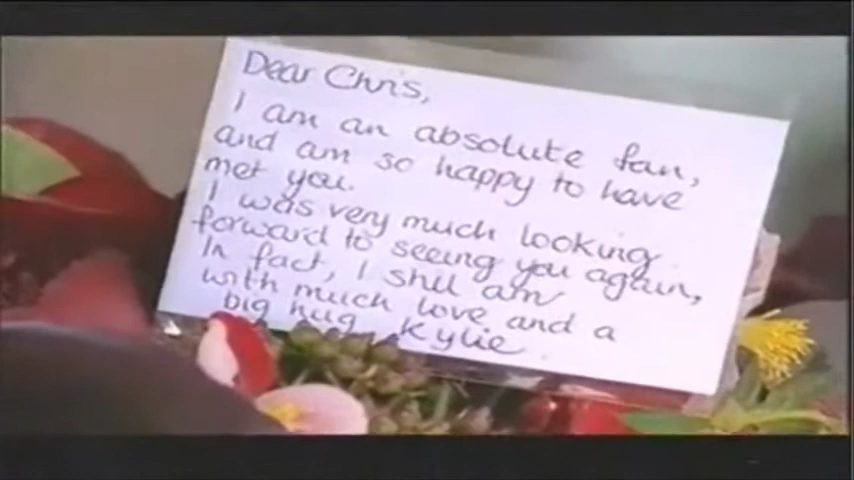 Dear Chris,
I am an absolute fan,
and am so happy to have
met you.
I was very much looking
forward to seeing you again,
In fact, I still am
with much love and a
big hug Kylie.